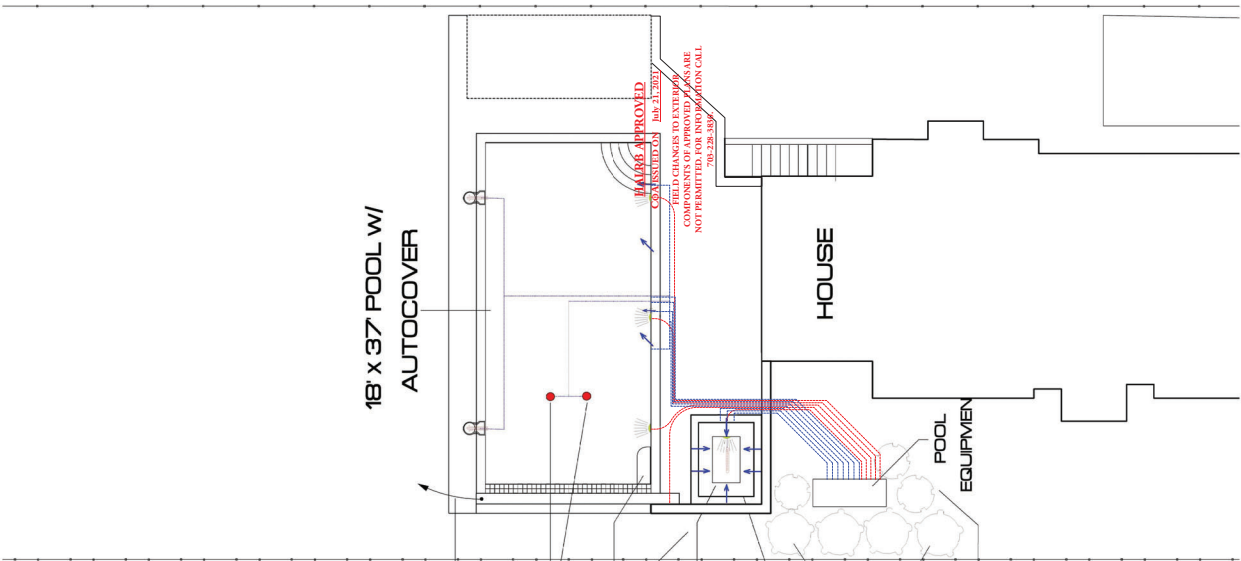 18' x 37' POOL W/
AUTOCOVER
HALRB APPROVED
COA ISSUED ON July 21, 2021
FIELD CHANGES TO EXTERIOR
COMPONENTS OF APPROVED PLANS ARE
NOT PERMITTED. FOR INFORMATION CALL
703-228-3830.
HOUSE
POOL
EQUIPMEN